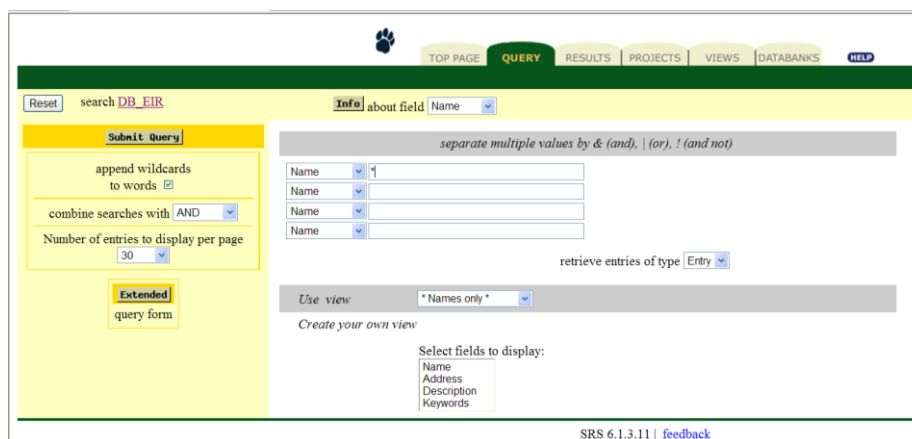 TOP PAGE QUERY RESULTS PROJECTS VIEWS DATABANKS HELP
Reset search DB_EIR Info about field Name
Submit Query
separate multiple values by & (and), | (or), ! (and not)
append wildcards
to words
Name *
Name
combine searches with AND
Name
Name
Number of entries to display per page
30
retrieve entries of type Entry
Extended
query form
Use view * Names only *
Create your own view
Select fields to display:
Name
Address
Description
Keywords
SRS 6.1.3.11 | feedback